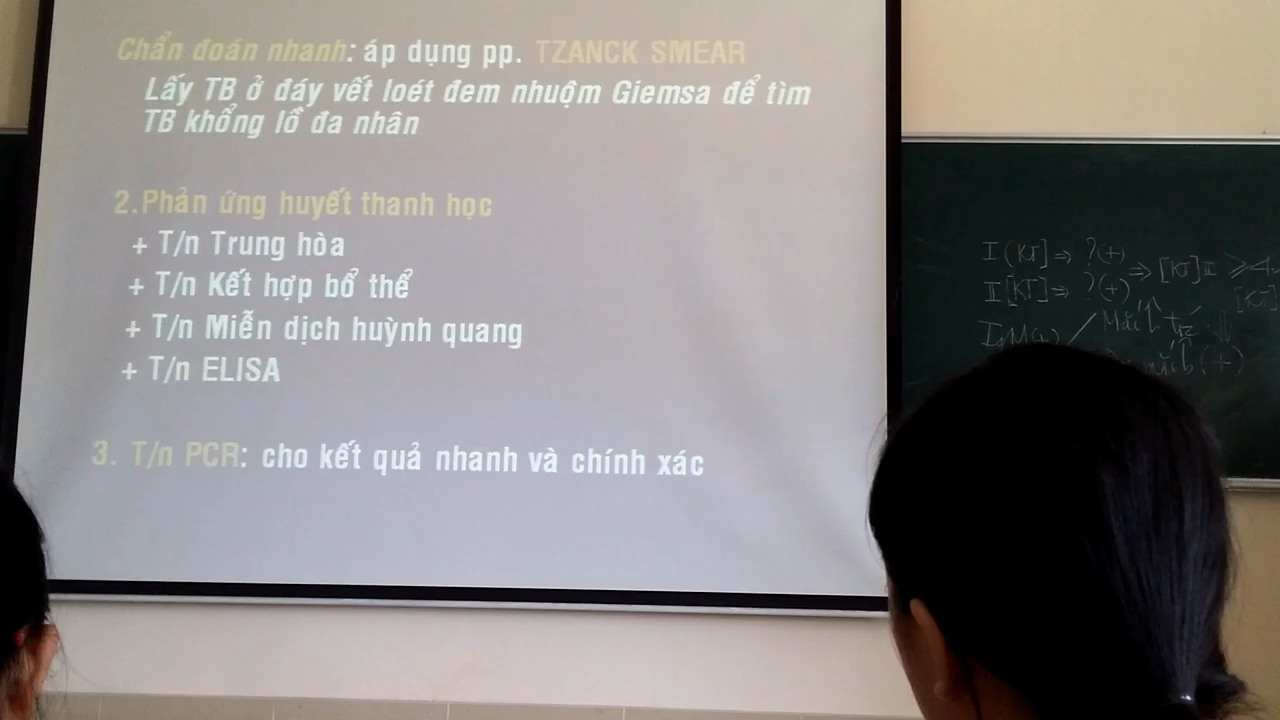 Chẩn đoán nhanh: áp dụng pp. TZANCK SMEAR
Lấy TB ở đáy vết loét đem nhuộm Giemsa để tìm
TB khổng lồ đa nhân
2.Phản ứng huyết thanh học
+ T/n Trung hòa
+ T/n Kết hợp bổ thể
+ T/n Miễn dịch huỳnh quang
+ T/n ELISA
3. T/n PCR: cho kết quả nhanh và chính xác
I [KT] ⇒ ?(+)
II [KT] ⇒ ?(+)
⇒ [KT] II ≥ 4
[KT]
IgM(+)